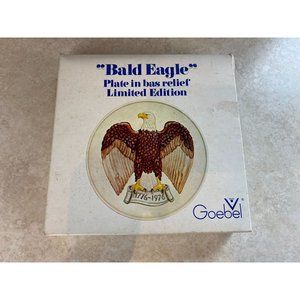 "Bald Eagle"
Plate in bas relief
Limited Edition
1776-1976
Goebel